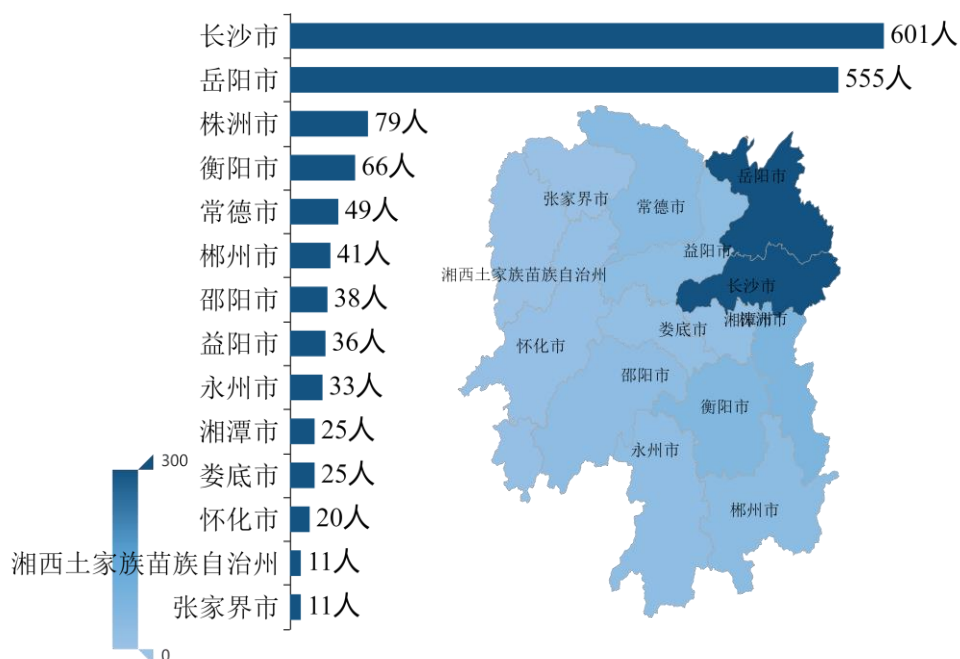 长沙市
601人
岳阳市
555人
株洲市
79人
衡阳市
66人
常德市
49人
郴州市
41人
邵阳市
38人
益阳市
36人
永州市
33人
湘潭市
25人
娄底市
25人
怀化市
20人
湘西土家族苗族自治州
11人
张家界市
11人
300
0
岳阳市
张家界市
常德市
益阳市
湘西土家族苗族自治州
长沙市
娄底市
怀化市
邵阳市
衡阳市
永州市
郴州市